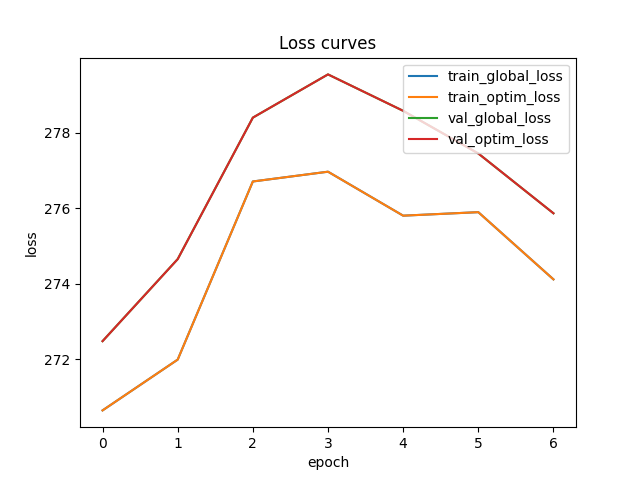 Loss curves
train_global_loss
train_optim_loss
val_global_loss
val_optim_loss
278
276
274
272
loss
0 1 2 3 4 5 6
epoch